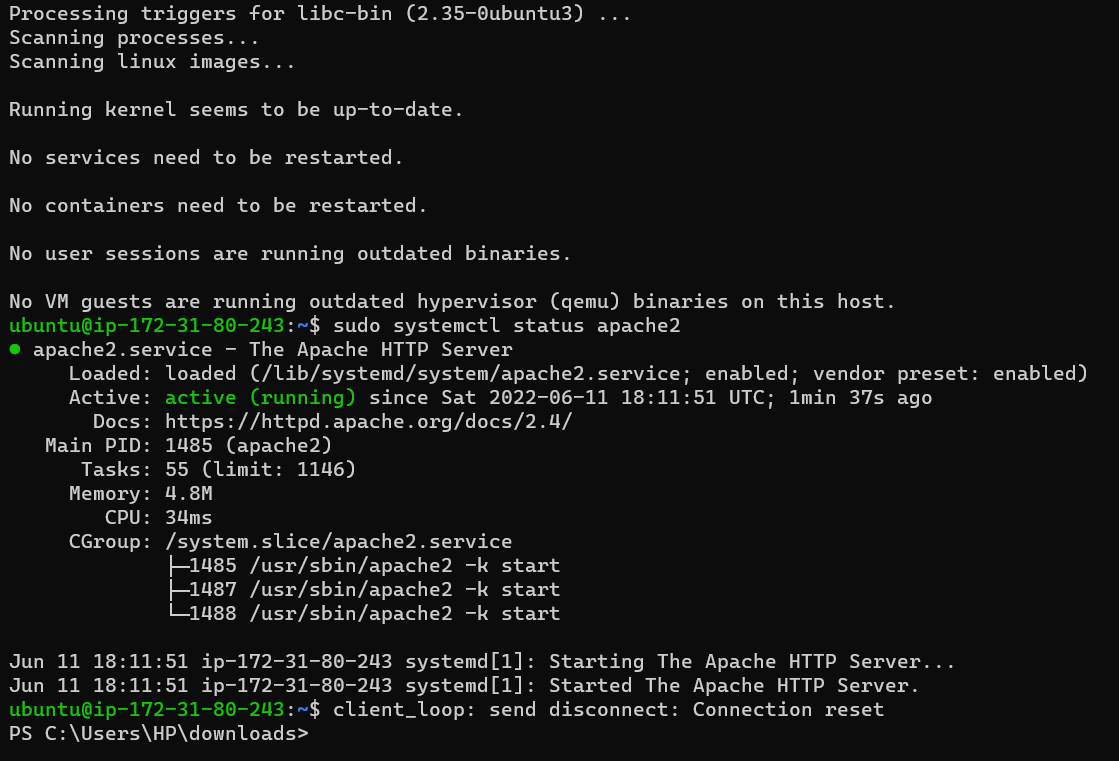 Processing triggers for libc-bin (2.35-0ubuntu3) ...
Scanning processes...
Scanning linux images...
Running kernel seems to be up-to-date.
No services need to be restarted.
No containers need to be restarted.
No user sessions are running outdated binaries.
No VM guests are running outdated hypervisor (qemu) binaries on this host.
ubuntu@ip-172-31-80-243:~$ sudo systemctl status apache2
● apache2.service - The Apache HTTP Server
     Loaded: loaded (/lib/systemd/system/apache2.service; enabled; vendor preset: enabled)
     Active: active (running) since Sat 2022-06-11 18:11:51 UTC; 1min 37s ago
       Docs: https://httpd.apache.org/docs/2.4/
   Main PID: 1485 (apache2)
      Tasks: 55 (limit: 1146)
     Memory: 4.8M
        CPU: 34ms
     CGroup: /system.slice/apache2.service
             ├─1485 /usr/sbin/apache2 -k start
             ├─1487 /usr/sbin/apache2 -k start
             └─1488 /usr/sbin/apache2 -k start
Jun 11 18:11:51 ip-172-31-80-243 systemd[1]: Starting The Apache HTTP Server...
Jun 11 18:11:51 ip-172-31-80-243 systemd[1]: Started The Apache HTTP Server.
ubuntu@ip-172-31-80-243:~$ client_loop: send disconnect: Connection reset
PS C:\Users\HP\downloads>